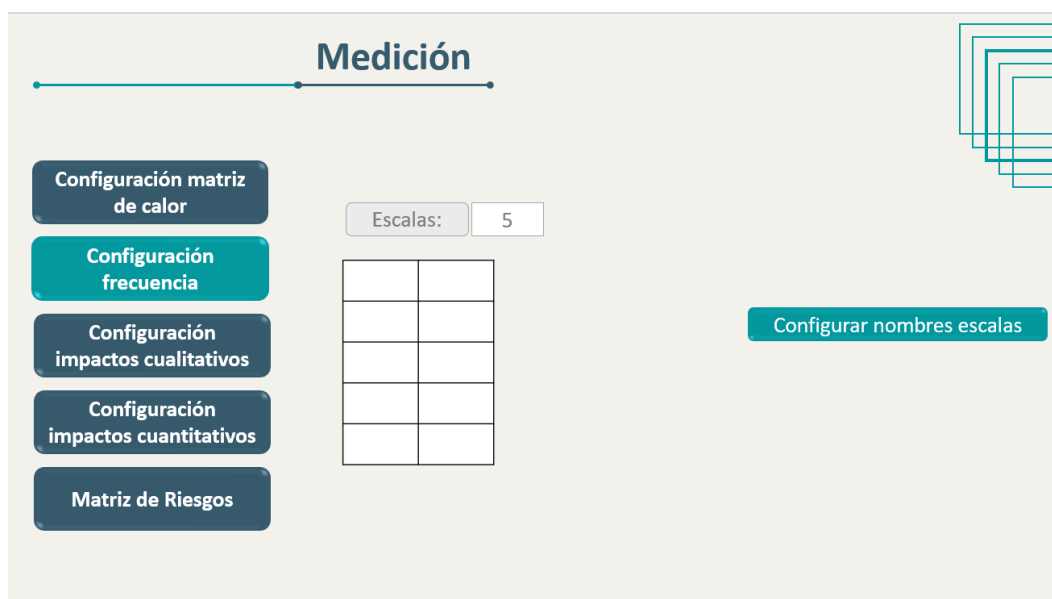 Medición
Configuración matriz
de calor
Configuración
frecuencia
Configuración
impactos cualitativos
Configuración
impactos cuantitativos
Matriz de Riesgos
Escalas:
5
Configurar nombres escalas